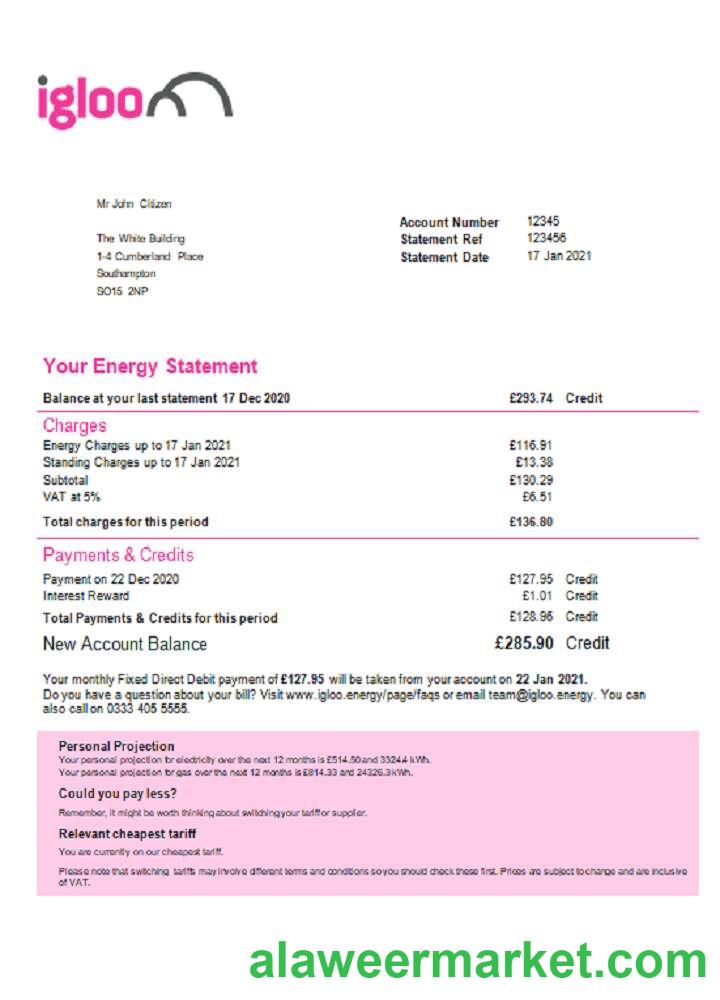 igloo
Mr John Citizen
The White Building
1-4 Cumberland Place
Southampton
SO15 2NP
Account Number 12345
Statement Ref 123456
Statement Date 17 Jan 2021
Your Energy Statement
Balance at your last statement 17 Dec 2020 £293.74 Credit
Charges
Energy Charges up to 17 Jan 2021 £116.91
Standing Charges up to 17 Jan 2021 £13.38
Subtotal £130.29
VAT at 5% £6.51
Total charges for this period £136.80
Payments & Credits
Payment on 22 Dec 2020 £127.95 Credit
Interest Reward £1.01 Credit
Total Payments & Credits for this period £128.96 Credit
New Account Balance £285.90 Credit
Your monthly Fixed Direct Debit payment of £127.95 will be taken from your account on 22 Jan 2021.
Do you have a question about your bill? Visit www.igloo.energy/page/faqs or email team@igloo.energy. You can
also call on 0333 405 5555.
Personal Projection
Your personal projection for electricity over the next 12 months is £514.50 and 3324.4 kWh.
Your personal projection for gas over the next 12 months is £814.33 and 24326.3 kWh.
Could you pay less?
Remember, it might be worth thinking about switching your tariff or supplier.
Relevant cheapest tariff
You are currently on our cheapest tariff.
Please note that switching tariffs may involve different terms and conditions so you should check these first. Prices are subject to change and are inclusive
of VAT.
alaweermarket.com